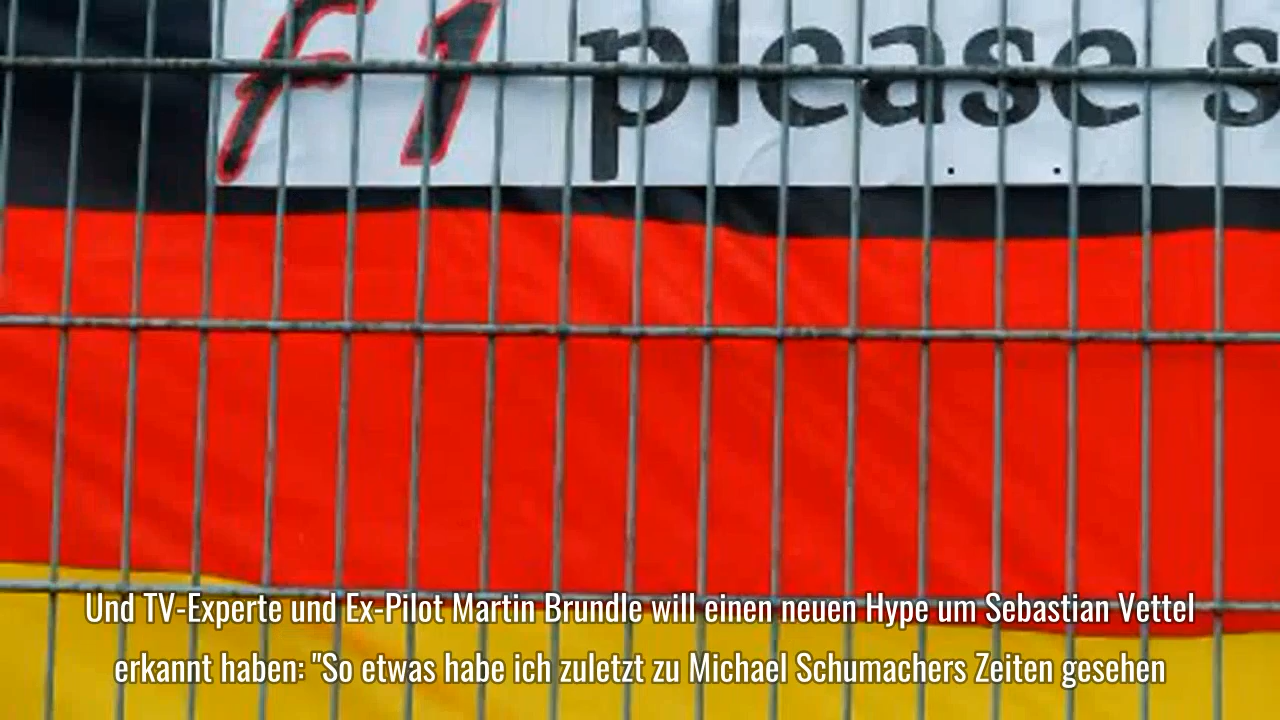 F1 please s
Und TV-Experte und Ex-Pilot Martin Brundle will einen neuen Hype um Sebastian Vettel
erkannt haben: "So etwas habe ich zuletzt zu Michael Schumachers Zeiten gesehen